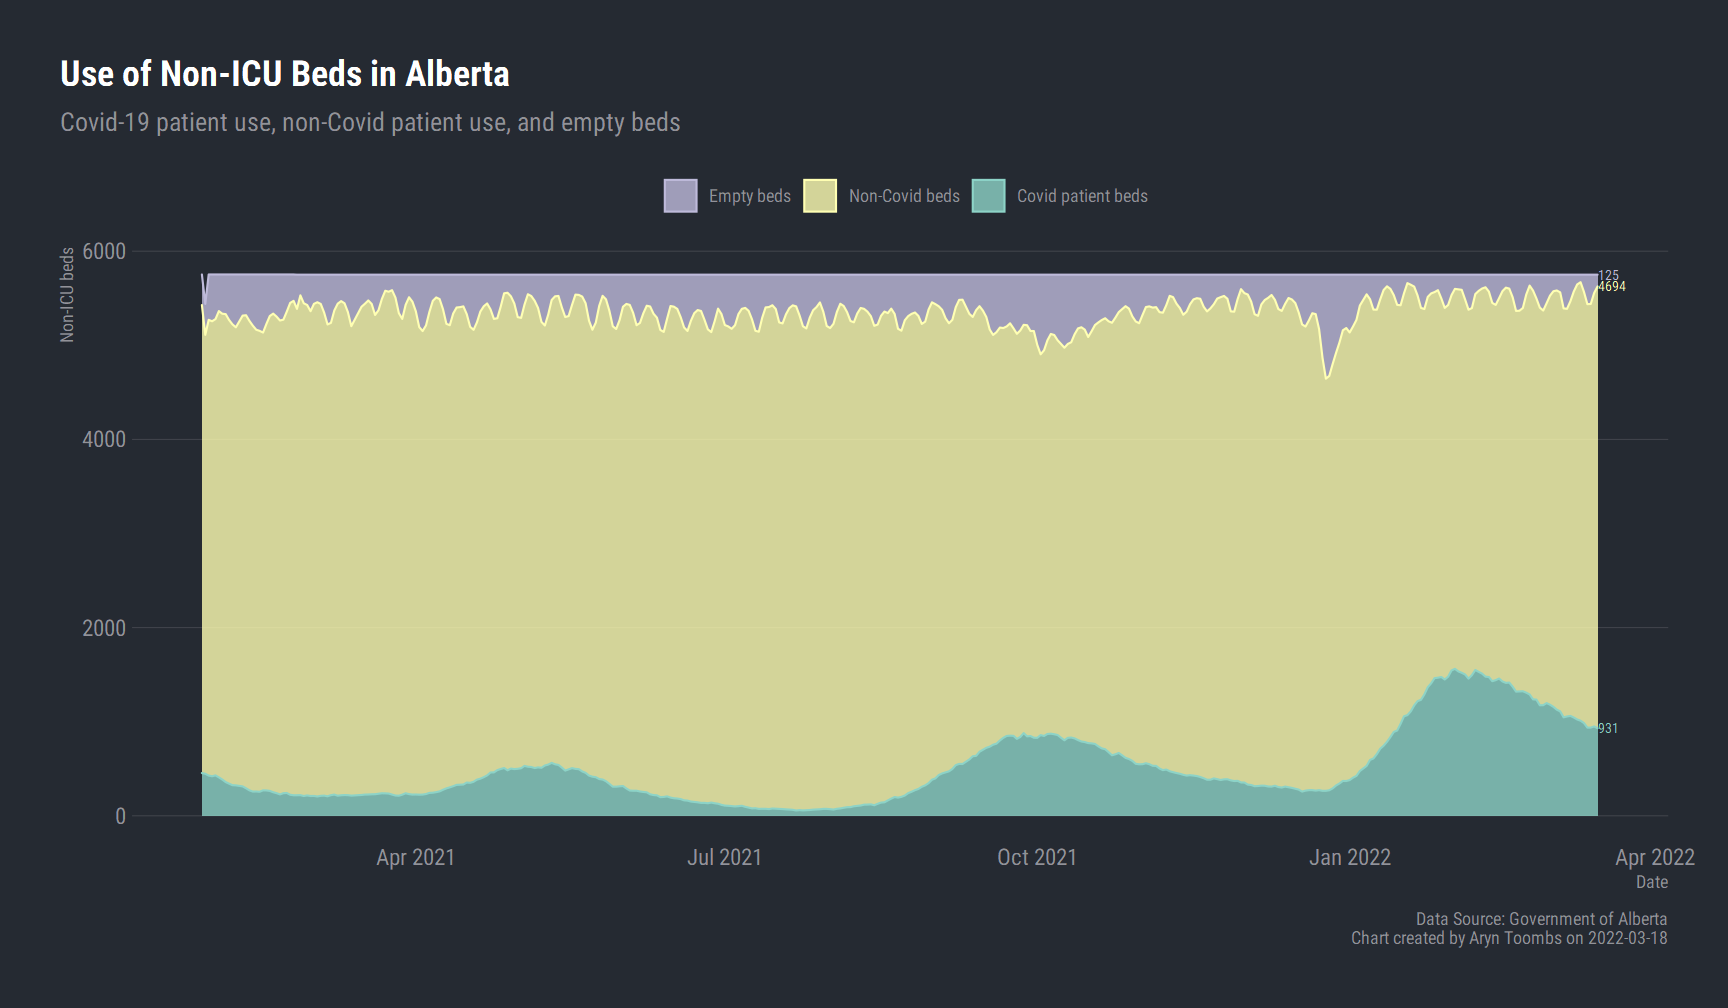 Use of Non-ICU Beds in Alberta
Covid-19 patient use, non-Covid patient use, and empty beds
Empty beds Non-Covid beds Covid patient beds
Non-ICU beds
6000
4000
2000
0
125
4694
931
Apr 2021 Jul 2021 Oct 2021 Jan 2022 Apr 2022
Date
Data Source: Government of Alberta
Chart created by Aryn Toombs on 2022-03-18